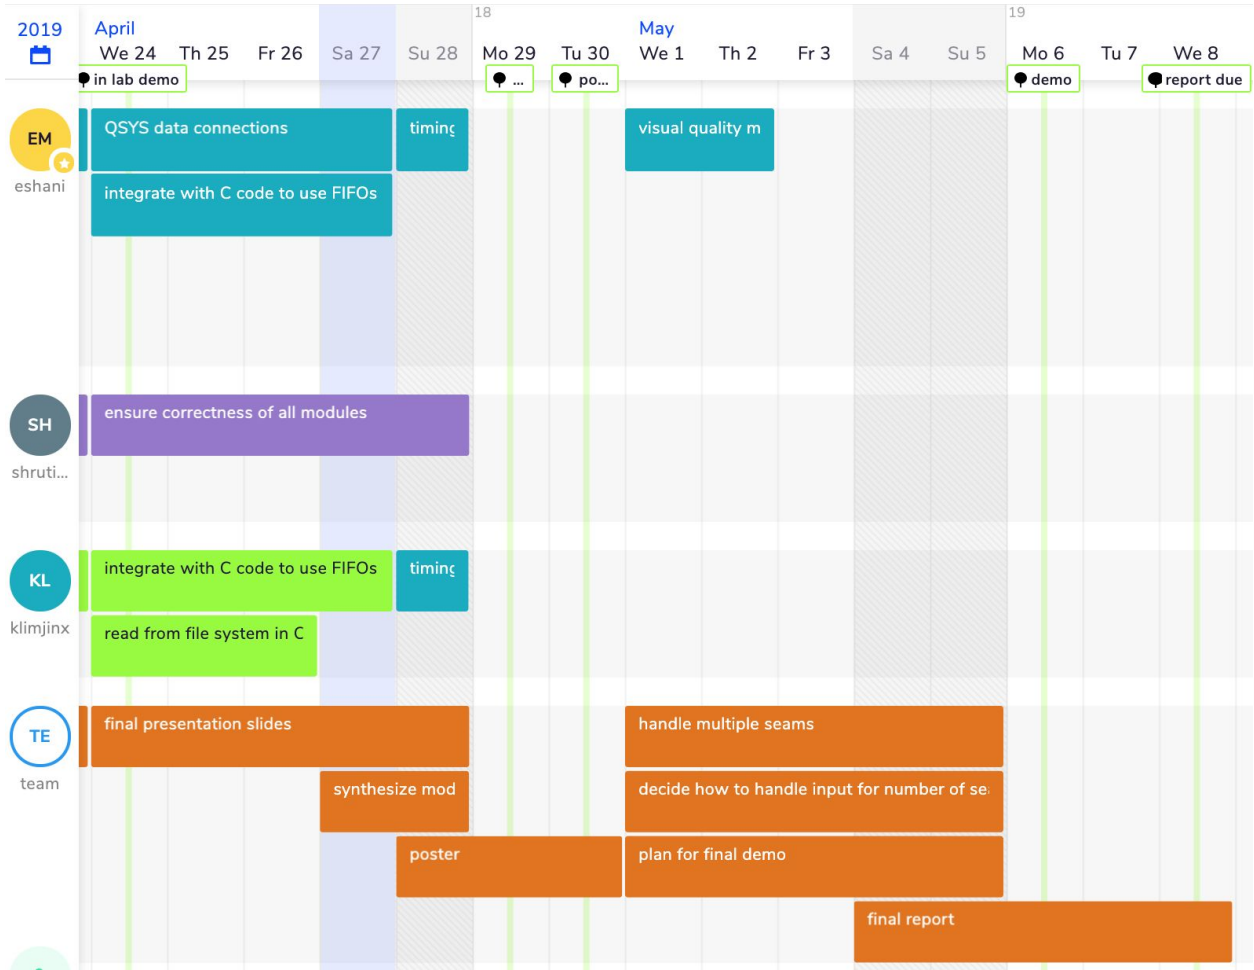 18
19
2019 April May
We 24 Th 25 Fr 26 Sa 27 Su 28 Mo 29 Tu 30 We 1 Th 2 Fr 3 Sa 4 Su 5 Mo 6 Tu 7 We 8
in lab demo ... po... demo report due
EM QSYS data connections timing visual quality m
eshani integrate with C code to use FIFOs
SH ensure correctness of all modules
shruti...
KL integrate with C code to use FIFOs timing
klimjinx read from file system in C
TE final presentation slides handle multiple seams
team synthesize mod decide how to handle input for number of se
poster plan for final demo
final report